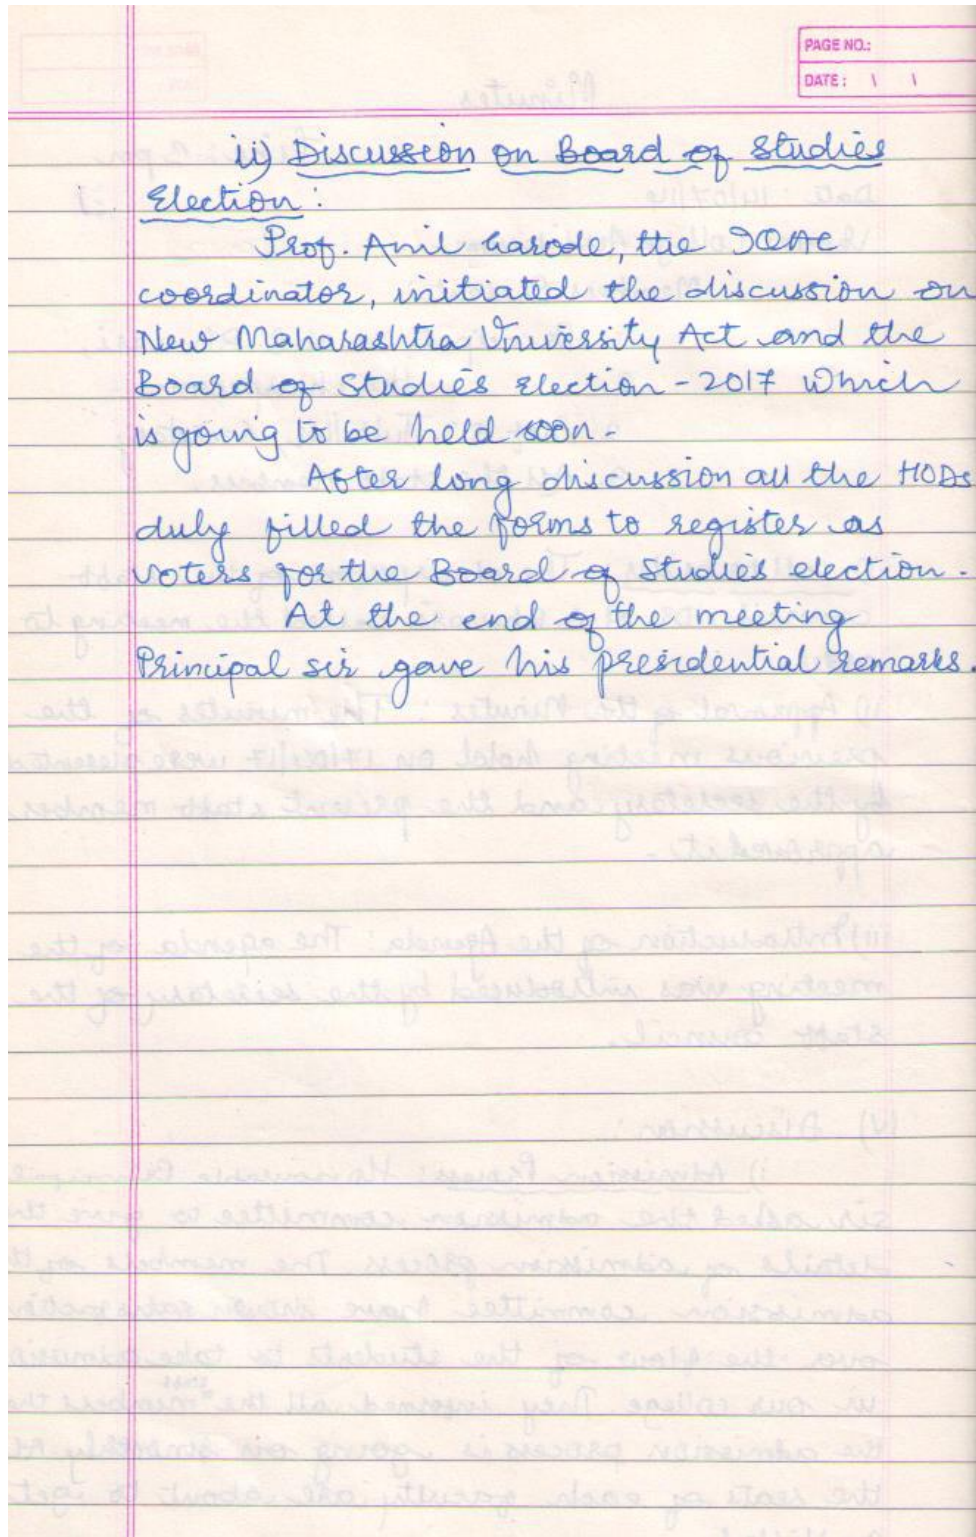 PAGE NO.:
DATE: \ \
ii) Discussion on Board of Studies
Election:
Prof. Anil Garode, the IQAC
coordinator, initiated the discussion on
New Maharashtra University Act and the
Board of Studies Election - 2017 which
is going to be held soon.
After long discussion all the HODs
duly filled the forms to register as
voters for the Board of Studies election.
At the end of the meeting
Principal sir gave his presidential remarks.